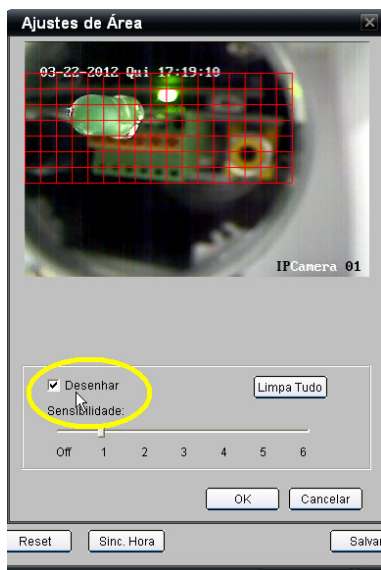 Ajustes de Área
03-22-2012 Qui 17:19:19
IPCamera 01
Desenhar
Limpa Tudo
Sensibilidade:
Off 1 2 3 4 5 6
OK Cancelar
Reset Sinc. Hora Salvar